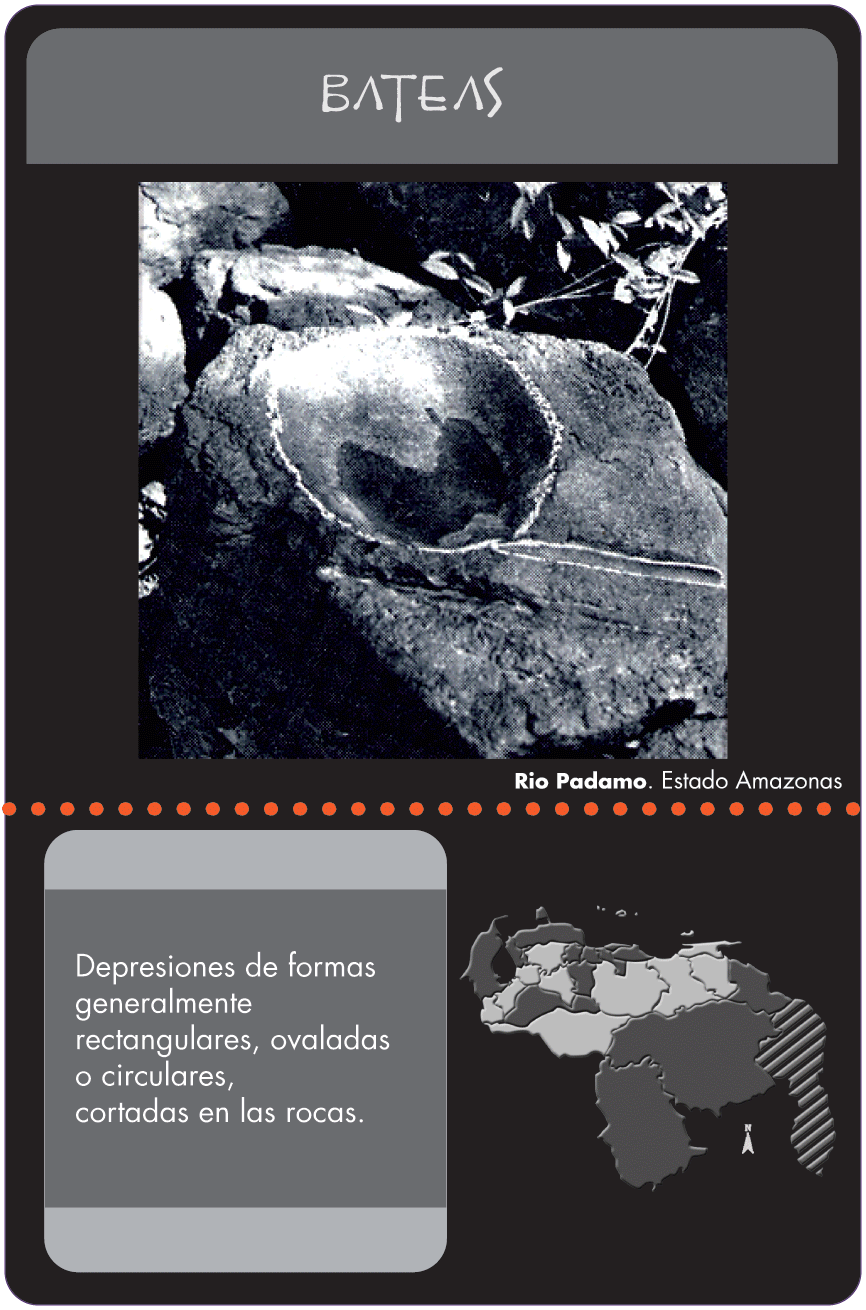 BATEAS
Rio Padamo. Estado Amazonas
Depresiones de formas
generalmente
rectangulares, ovaladas
o circulares,
cortadas en las rocas.
N